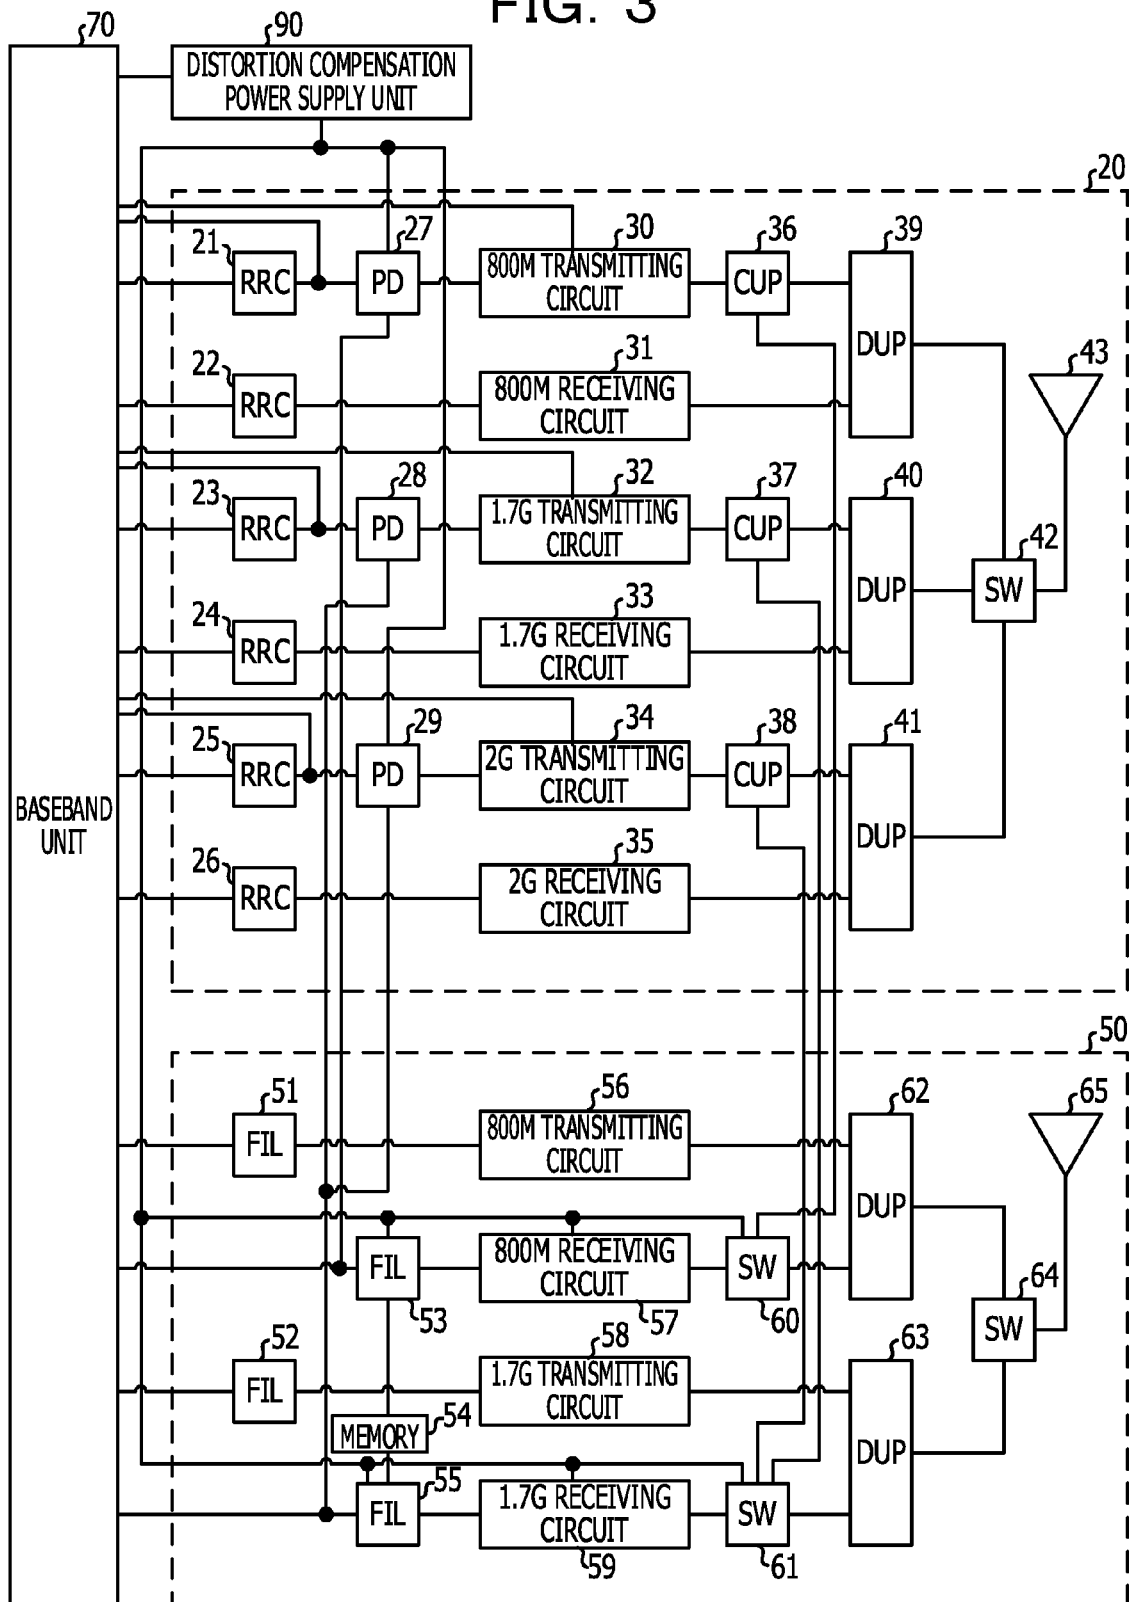 FIG. 3
70
90
DISTORTION COMPENSATION
POWER SUPPLY UNIT
20
21
RRC
27
PD
30
800M TRANSMITTING
CIRCUIT
36
CUP
39
DUP
22
RRC
31
800M RECEIVING
CIRCUIT
43
23
RRC
28
PD
32
1.7G TRANSMITTING
CIRCUIT
37
CUP
40
DUP
42
SW
24
RRC
33
1.7G RECEIVING
CIRCUIT
25
RRC
29
PD
34
2G TRANSMITTING
CIRCUIT
38
CUP
41
DUP
BASEBAND
UNIT
26
RRC
35
2G RECEIVING
CIRCUIT
50
51
FIL
56
800M TRANSMITTING
CIRCUIT
62
DUP
65
FIL
53
800M RECEIVING
CIRCUIT
57
SW
60
64
SW
52
FIL
58
1.7G TRANSMITTING
CIRCUIT
63
DUP
MEMORY
54
55
FIL
1.7G RECEIVING
CIRCUIT
59
SW
61